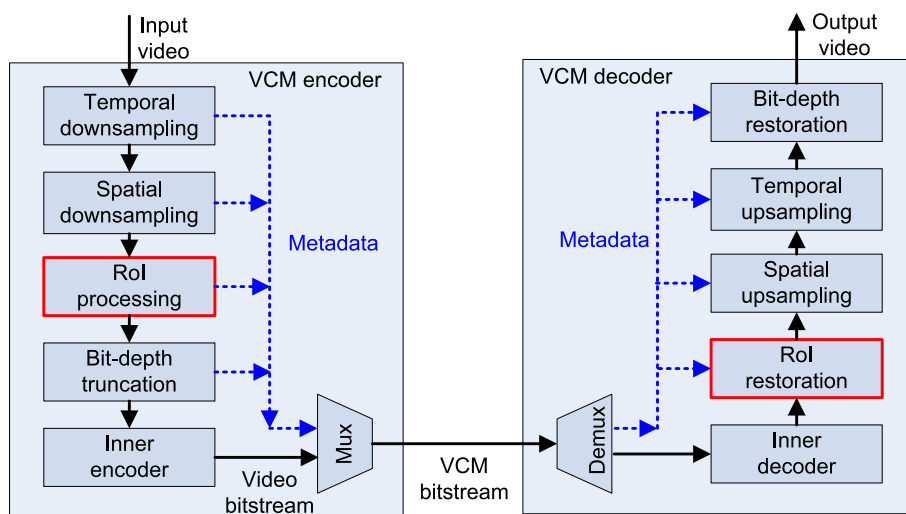 Input
video
VCM encoder
Temporal
downsampling
Spatial
downsampling
Metadata
RoI
processing
Bit-depth
truncation
Inner
encoder
Video
bitstream
Mux
VCM
bitstream
Output
video
VCM decoder
Bit-depth
restoration
Temporal
upsampling
Metadata
Spatial
upsampling
RoI
restoration
Inner
decoder
Demux